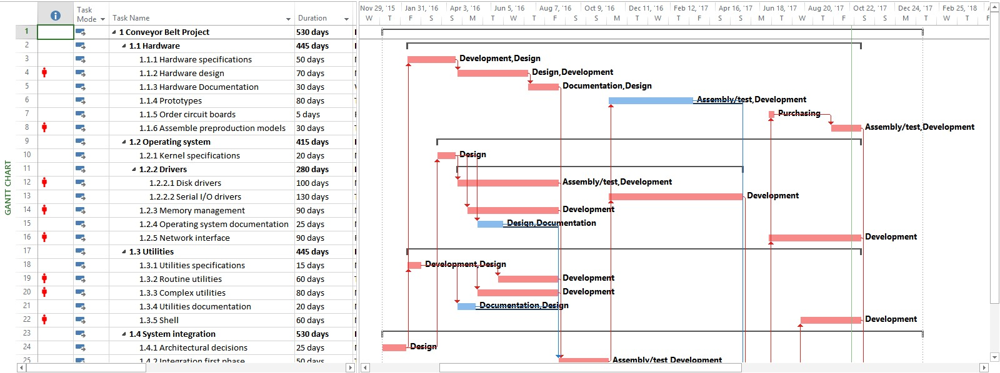 Task Mode Task Name Duration Nov 29, '15 Jan 31, '16 Apr 3, '16 Jun 5, '16 Aug 7, '16 Oct 9, '16 Dec 11, '16 Feb 12, '17 Apr 16, '17 Jun 18, '17 Aug 20, '17 Oct 22, '17 Dec 24, '17 Feb 25, '18
W T F S S M T W T F S S M T W T F S S M T W T F S S M T W T F
1 1 Conveyor Belt Project 530 days
2 1.1 Hardware 445 days
3 1.1.1 Hardware specifications 50 days Development,Design
4 1.1.2 Hardware design 70 days Design,Development
5 1.1.3 Hardware Documentation 30 days Documentation,Design
6 1.1.4 Prototypes 80 days Assembly/test,Development
7 1.1.5 Order circuit boards 5 days Purchasing
8 1.1.6 Assemble preproduction models 30 days Assembly/test,Development
9 1.2 Operating system 415 days
10 1.2.1 Kernel specifications 20 days Design
11 1.2.2 Drivers 280 days
12 1.2.2.1 Disk drivers 100 days Assembly/test,Development
13 1.2.2.2 Serial I/O drivers 130 days Development
14 1.2.3 Memory management 90 days Development
15 1.2.4 Operating system documentation 25 days Design,Documentation
16 1.2.5 Network interface 90 days Development
17 1.3 Utilities 445 days
18 1.3.1 Utilities specifications 15 days Development,Design
19 1.3.2 Routine utilities 60 days Development
20 1.3.3 Complex utilities 80 days Development
21 1.3.4 Utilities documentation 20 days Documentation,Design
22 1.3.5 Shell 60 days Development
23 1.4 System integration 530 days
24 1.4.1 Architectural decisions 25 days Design
25 1.4.2 Integration first phase 50 days Assembly/test,Development
GANTT CHART